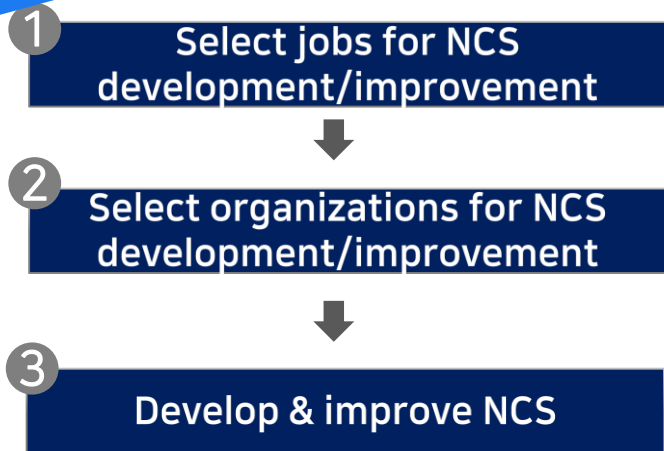 1
Select jobs for NCS
development/improvement
2
Select organizations for NCS
development/improvement
3
Develop & improve NCS